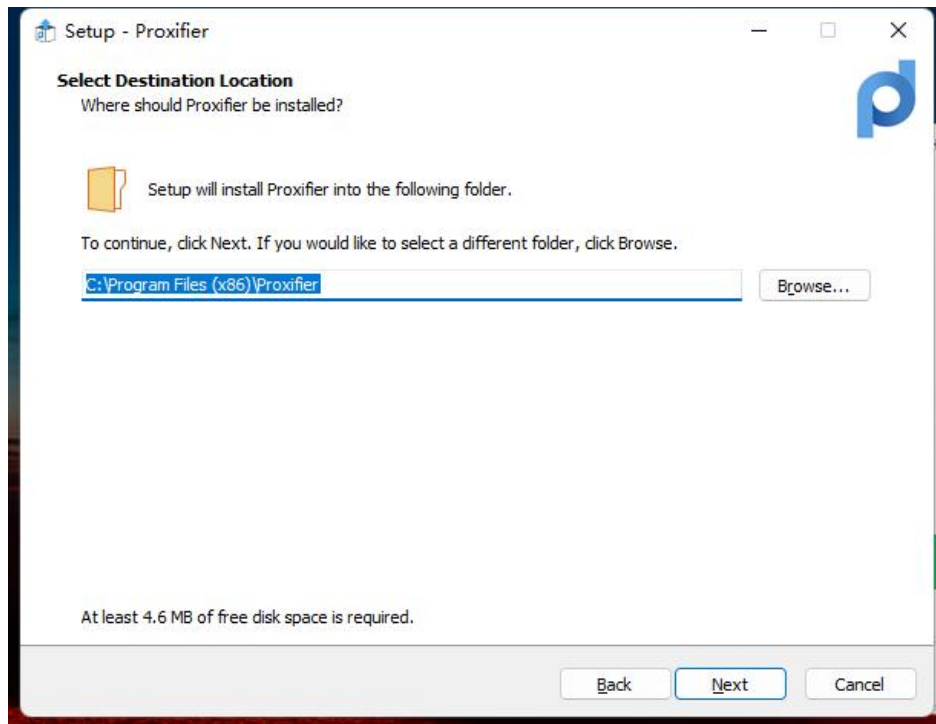 Setup - Proxifier
Select Destination Location
Where should Proxifier be installed?
Setup will install Proxifier into the following folder.
To continue, click Next. If you would like to select a different folder, click Browse.
C:\Program Files (x86)\Proxifier
Browse...
At least 4.6 MB of free disk space is required.
Back
Next
Cancel